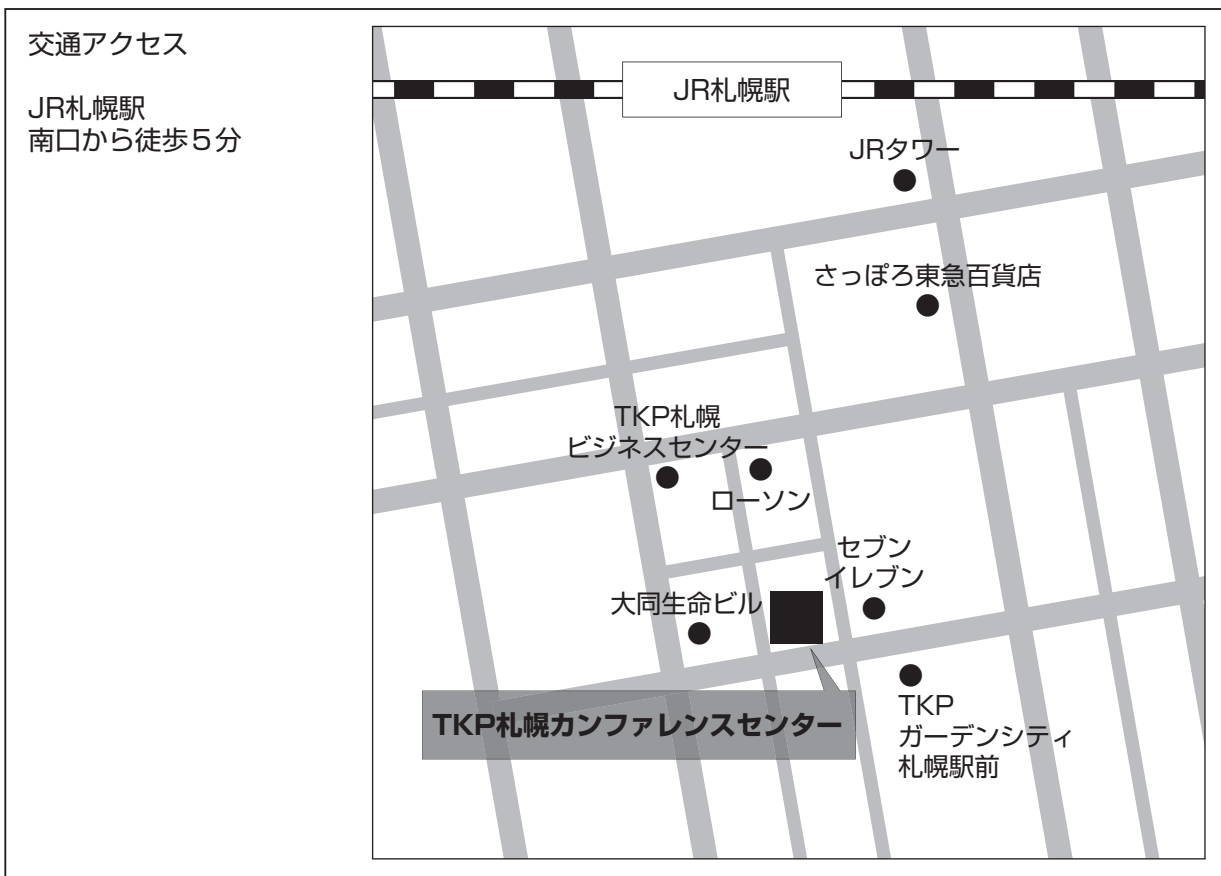 交通アクセス
JR札幌駅
南口から徒歩５分
JR札幌駅
JRタワー
さっぽろ東急百貨店
TKP札幌
ビジネスセンター
ローソン
セブン
イレブン
大同生命ビル
TKP札幌カンファレンスセンター
TKP
ガーデンシティ
札幌駅前